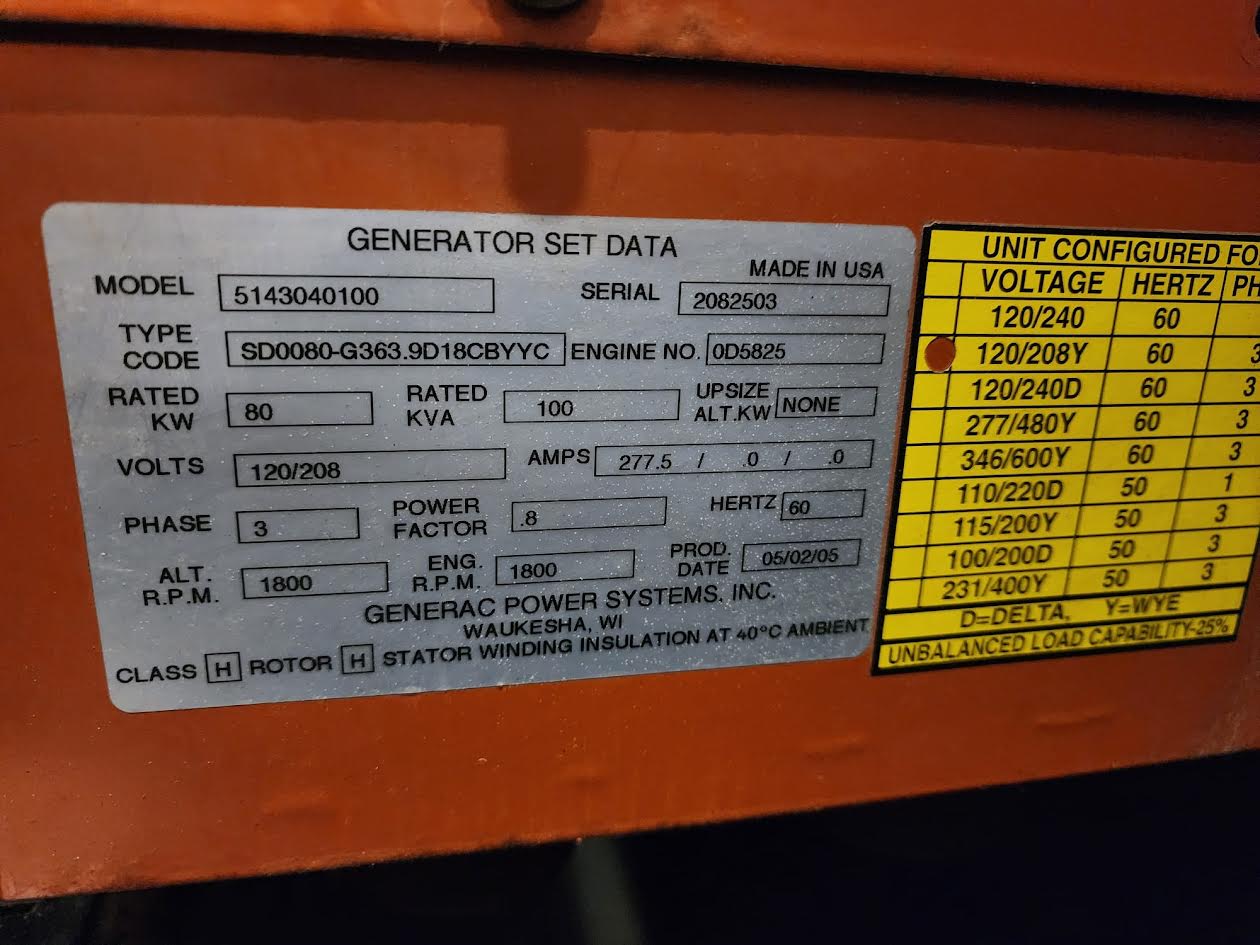 GENERATOR SET DATA
MADE IN USA
MODEL 5143040100 SERIAL 2082503
TYPE CODE SD0080-G363.9D18CBYYC ENGINE NO. 0D5825
RATED KW 80 RATED KVA 100 UPSIZE ALT.KW NONE
VOLTS 120/208 AMPS 277.5 / .0 / .0
PHASE 3 POWER FACTOR .8 HERTZ 60
ALT. R.P.M. 1800 ENG. R.P.M. 1800 PROD. DATE 05/02/05
GENERAC POWER SYSTEMS, INC.
WAUKESHA, WI
CLASS H ROTOR H STATOR WINDING INSULATION AT 40°C AMBIENT
UNIT CONFIGURED FO
VOLTAGE HERTZ PH
120/240 60
120/208Y 60 3
120/240D 60 3
277/480Y 60 3
346/600Y 60 3
110/220D 50 1
115/200Y 50 3
100/200D 50 3
231/400Y 50 3
D=DELTA, Y=WYE
UNBALANCED LOAD CAPABILITY-25%